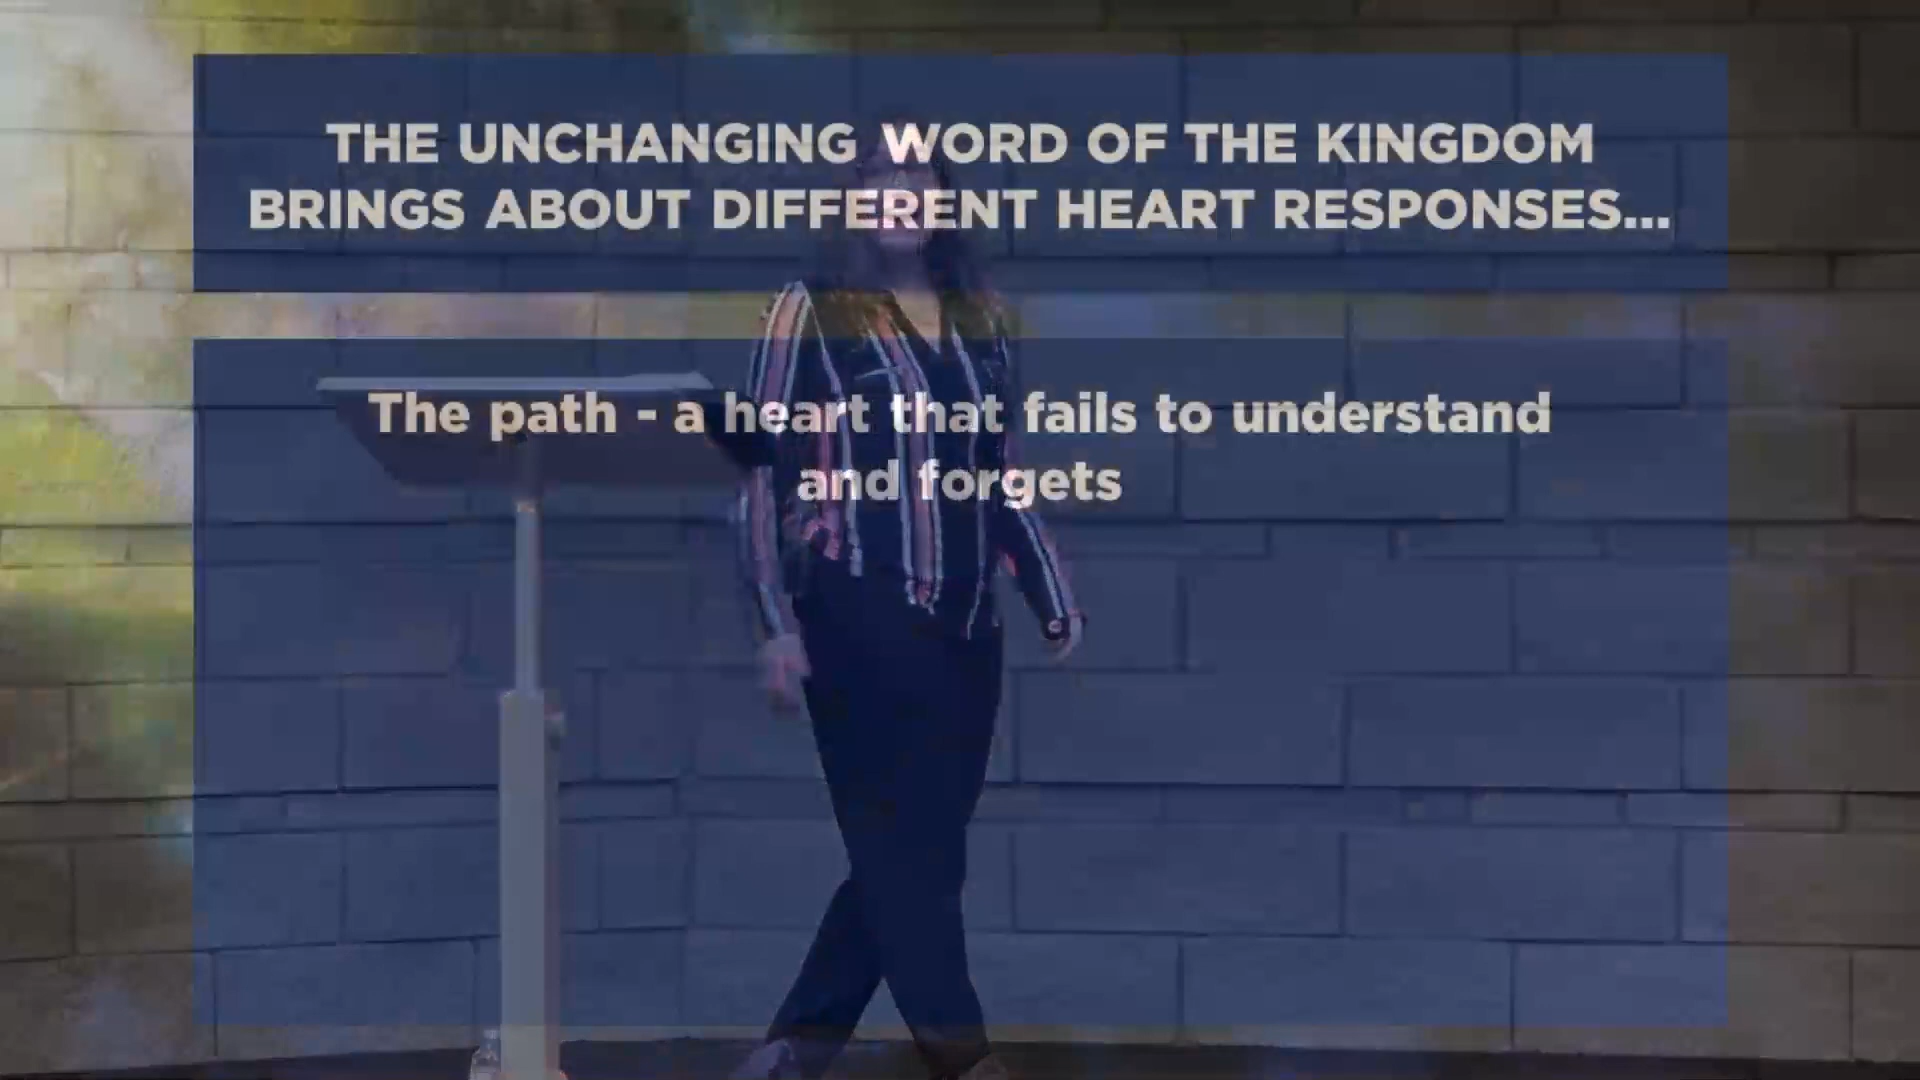 THE UNCHANGING WORD OF THE KINGDOM
BRINGS ABOUT DIFFERENT HEART RESPONSES...
The path - a heart that fails to understand
and forgets